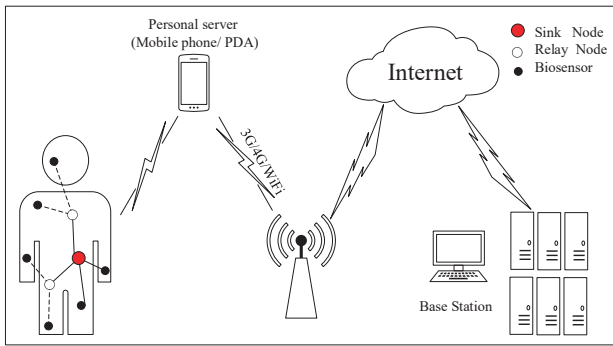 Personal server
(Mobile phone/ PDA)
Internet
Sink Node
Relay Node
Biosensor
3G/4G/WiFi
Base Station